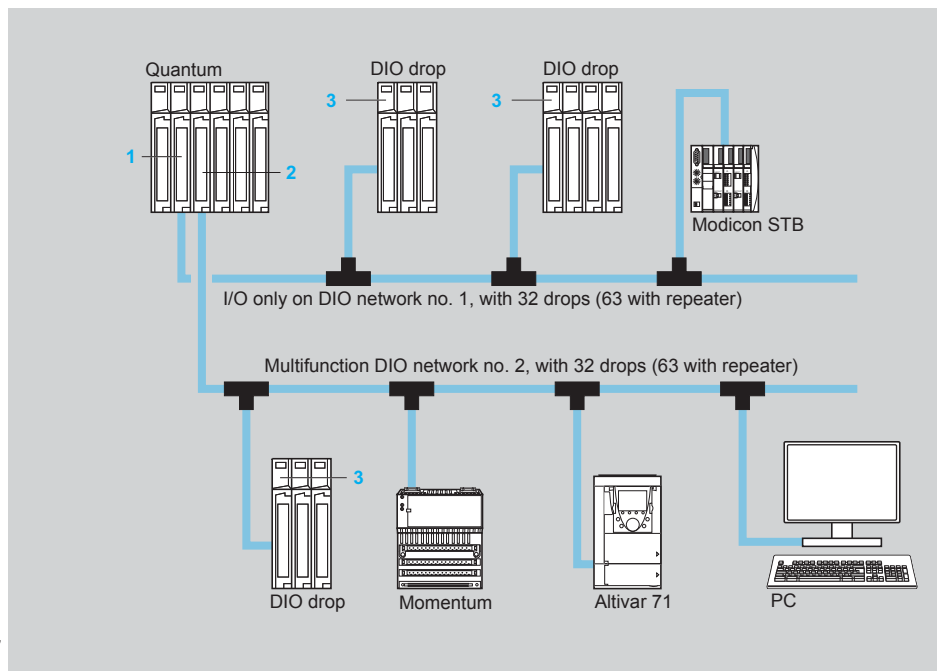 Quantum
DIO drop
DIO drop
3
3
1
2
Modicon STB
I/O only on DIO network no. 1, with 32 drops (63 with repeater)
Multifunction DIO network no. 2, with 32 drops (63 with repeater)
3
DIO drop
Momentum
Altivar 71
PC